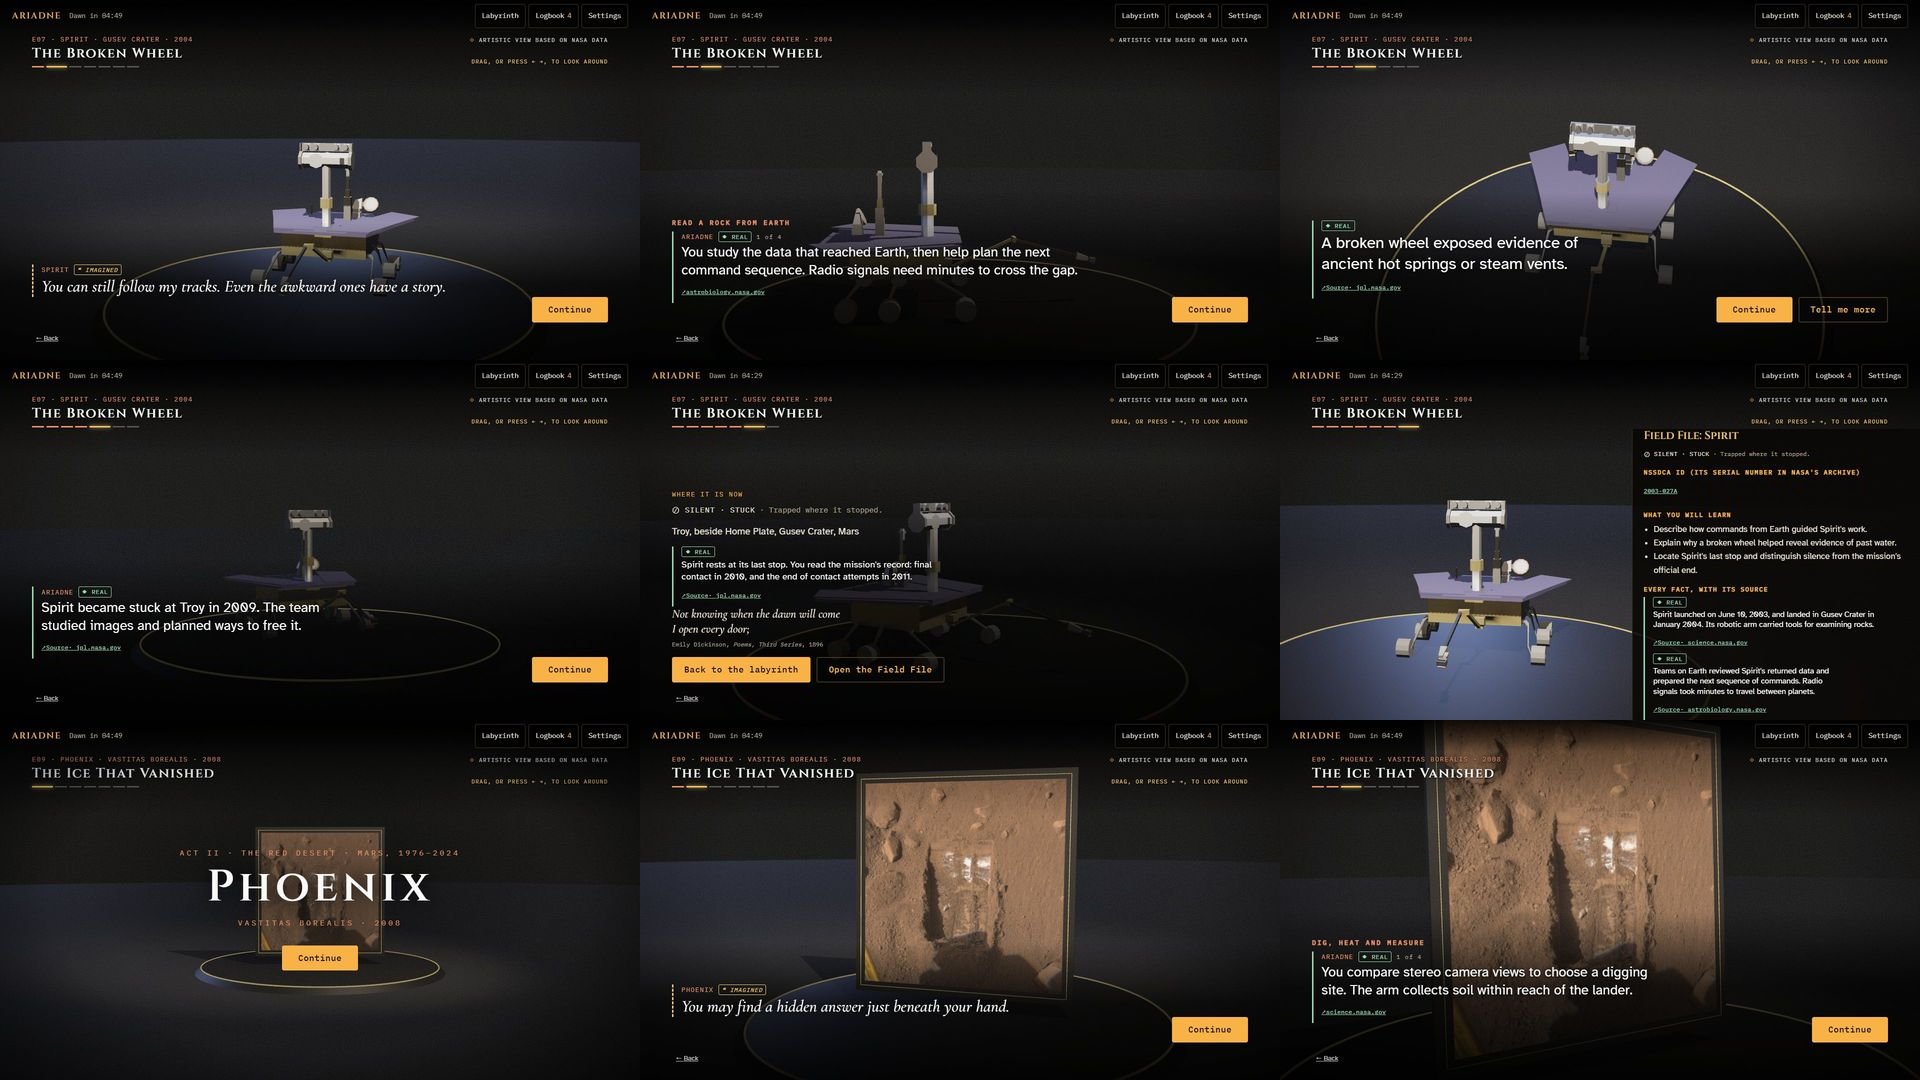 ARIADNE Dawn in 04:49 Labyrinth Logbook 4 Settings
E07 · SPIRIT · GUSEV CRATER · 2004
THE BROKEN WHEEL
ARTISTIC VIEW BASED ON NASA DATA
DRAG, OR PRESS ← →, TO LOOK AROUND
SPIRIT ❝ IMAGINED
You can still follow my tracks. Even the awkward ones have a story.
Continue
← Back
ARIADNE Dawn in 04:49 Labyrinth Logbook 4 Settings
E07 · SPIRIT · GUSEV CRATER · 2004
THE BROKEN WHEEL
ARTISTIC VIEW BASED ON NASA DATA
DRAG, OR PRESS ← →, TO LOOK AROUND
READ A ROCK FROM EARTH
ARIADNE ◆ REAL 1 of 4
You study the data that reached Earth, then help plan the next
command sequence. Radio signals need minutes to cross the gap.
↗astrobiology.nasa.gov
Continue
← Back
ARIADNE Dawn in 04:49 Labyrinth Logbook 4 Settings
E07 · SPIRIT · GUSEV CRATER · 2004
THE BROKEN WHEEL
ARTISTIC VIEW BASED ON NASA DATA
DRAG, OR PRESS ← →, TO LOOK AROUND
◆ REAL
A broken wheel exposed evidence of
ancient hot springs or steam vents.
↗Source· jpl.nasa.gov
Continue Tell me more
← Back
ARIADNE Dawn in 04:49 Labyrinth Logbook 4 Settings
E07 · SPIRIT · GUSEV CRATER · 2004
THE BROKEN WHEEL
ARTISTIC VIEW BASED ON NASA DATA
DRAG, OR PRESS ← →, TO LOOK AROUND
ARIADNE ◆ REAL
Spirit became stuck at Troy in 2009. The team
studied images and planned ways to free it.
↗Source· jpl.nasa.gov
Continue
← Back
ARIADNE Dawn in 04:29 Labyrinth Logbook 4 Settings
E07 · SPIRIT · GUSEV CRATER · 2004
THE BROKEN WHEEL
ARTISTIC VIEW BASED ON NASA DATA
DRAG, OR PRESS ← →, TO LOOK AROUND
WHERE IT IS NOW
SILENT · STUCK · Trapped where it stopped.
Troy, beside Home Plate, Gusev Crater, Mars
◆ REAL
Spirit rests at its last stop. You read the mission's record: final
contact in 2010, and the end of contact attempts in 2011.
↗Source· jpl.nasa.gov
Not knowing when the dawn will come
I open every door;
Emily Dickinson, Poems, Third Series, 1896
Back to the labyrinth Open the Field File
← Back
ARIADNE Dawn in 04:29 Labyrinth Logbook 4 Settings
E07 · SPIRIT · GUSEV CRATER · 2004
THE BROKEN WHEEL
ARTISTIC VIEW BASED ON NASA DATA
DRAG, OR PRESS ← →, TO LOOK AROUND
FIELD FILE: SPIRIT
SILENT · STUCK · Trapped where it stopped.
NSSDCA ID (ITS SERIAL NUMBER IN NASA'S ARCHIVE)
2003-027A
WHAT YOU WILL LEARN
• Describe how commands from Earth guided Spirit's work.
• Explain why a broken wheel helped reveal evidence of past water.
• Locate Spirit's last stop and distinguish silence from the mission's
official end.
EVERY FACT, WITH ITS SOURCE
◆ REAL
Spirit launched on June 10, 2003, and landed in Gusev Crater in
January 2004. Its robotic arm carried tools for examining rocks.
↗Source· science.nasa.gov
◆ REAL
Teams on Earth reviewed Spirit's returned data and
prepared the next sequence of commands. Radio
signals took minutes to travel between planets.
↗Source· astrobiology.nasa.gov
ARIADNE Dawn in 04:49 Labyrinth Logbook 4 Settings
E09 · PHOENIX · VASTITAS BOREALIS · 2008
THE ICE THAT VANISHED
ARTISTIC VIEW BASED ON NASA DATA
DRAG, OR PRESS ← →, TO LOOK AROUND
ACT II · THE RED DESERT · MARS, 1976–2024
PHOENIX
VASTITAS BOREALIS · 2008
Continue
ARIADNE Dawn in 04:49 Labyrinth Logbook 4 Settings
E09 · PHOENIX · VASTITAS BOREALIS · 2008
THE ICE THAT VANISHED
ARTISTIC VIEW BASED ON NASA DATA
DRAG, OR PRESS ← →, TO LOOK AROUND
PHOENIX ❝ IMAGINED
You may find a hidden answer just beneath your hand.
Continue
← Back
ARIADNE Dawn in 04:49 Labyrinth Logbook 4 Settings
E09 · PHOENIX · VASTITAS BOREALIS · 2008
THE ICE THAT VANISHED
ARTISTIC VIEW BASED ON NASA DATA
DRAG, OR PRESS ← →, TO LOOK AROUND
DIG, HEAT AND MEASURE
ARIADNE ◆ REAL 1 of 4
You compare stereo camera views to choose a digging
site. The arm collects soil within reach of the lander.
↗science.nasa.gov
Continue
← Back